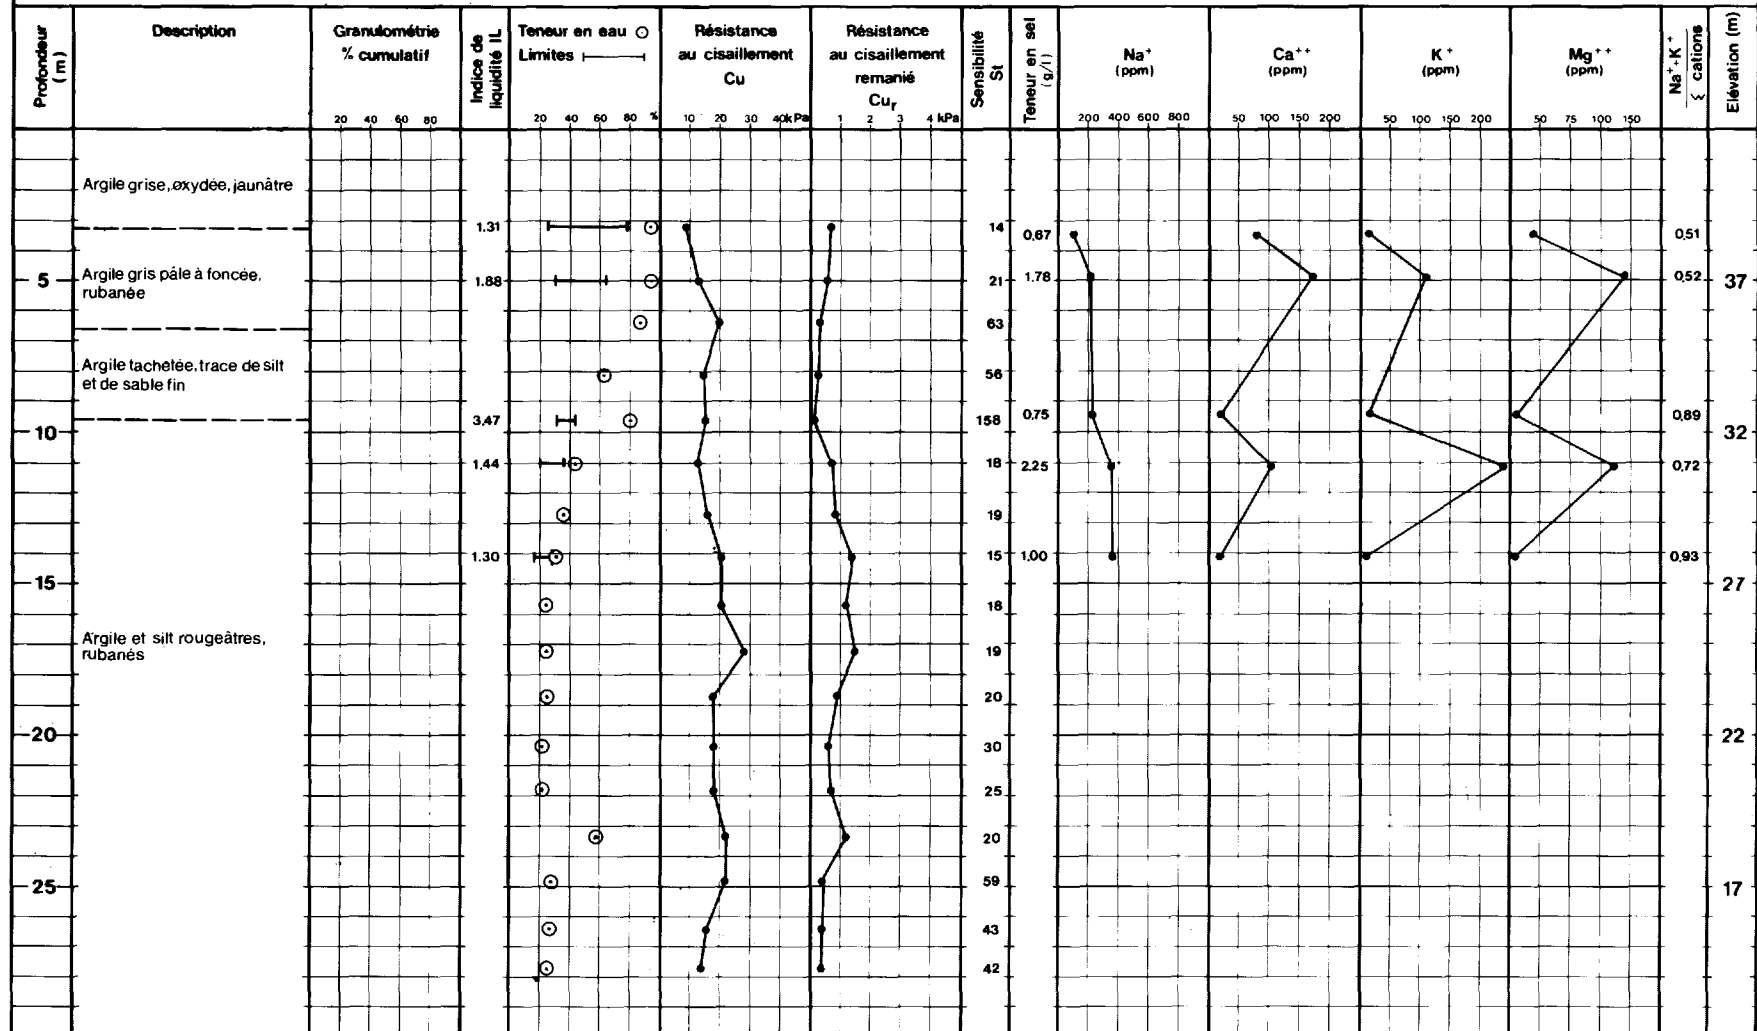 Profondeur (m)
Description
Granulométrie
% cumulatif
20 40 60 80
Indice de liquidité IL
Teneur en eau ⊙
Limites
20 40 60 80 %
Résistance
au cisaillement
Cu
10 20 30 40kPa
Résistance
au cisaillement
remanié
Cur
1 2 3 4 kPa
Sensibilité St
Teneur en sel (g/l)
Na+
(ppm)
200 400 600 800
Ca++
(ppm)
50 100 150 200
K+
(ppm)
50 100 150 200
Mg++
(ppm)
50 75 100 150
Na++K+
ξ cations
Elévation (m)
Argile grise, oxydée, jaunâtre
1.31 14 0,67 0,51
Argile gris pâle à foncée,
rubanée
5 1.88 21 1.78 0,52 37
63
Argile tachetée, trace de silt
et de sable fin
56
3,47 158 0,75 0,89
10 32
1,44 18 2,25 0,72
19
1.30 15 1,00 0,93
15 27
18
Argile et silt rougeâtres,
rubanés
19
20
20 30 22
25
20
25 59 17
43
42